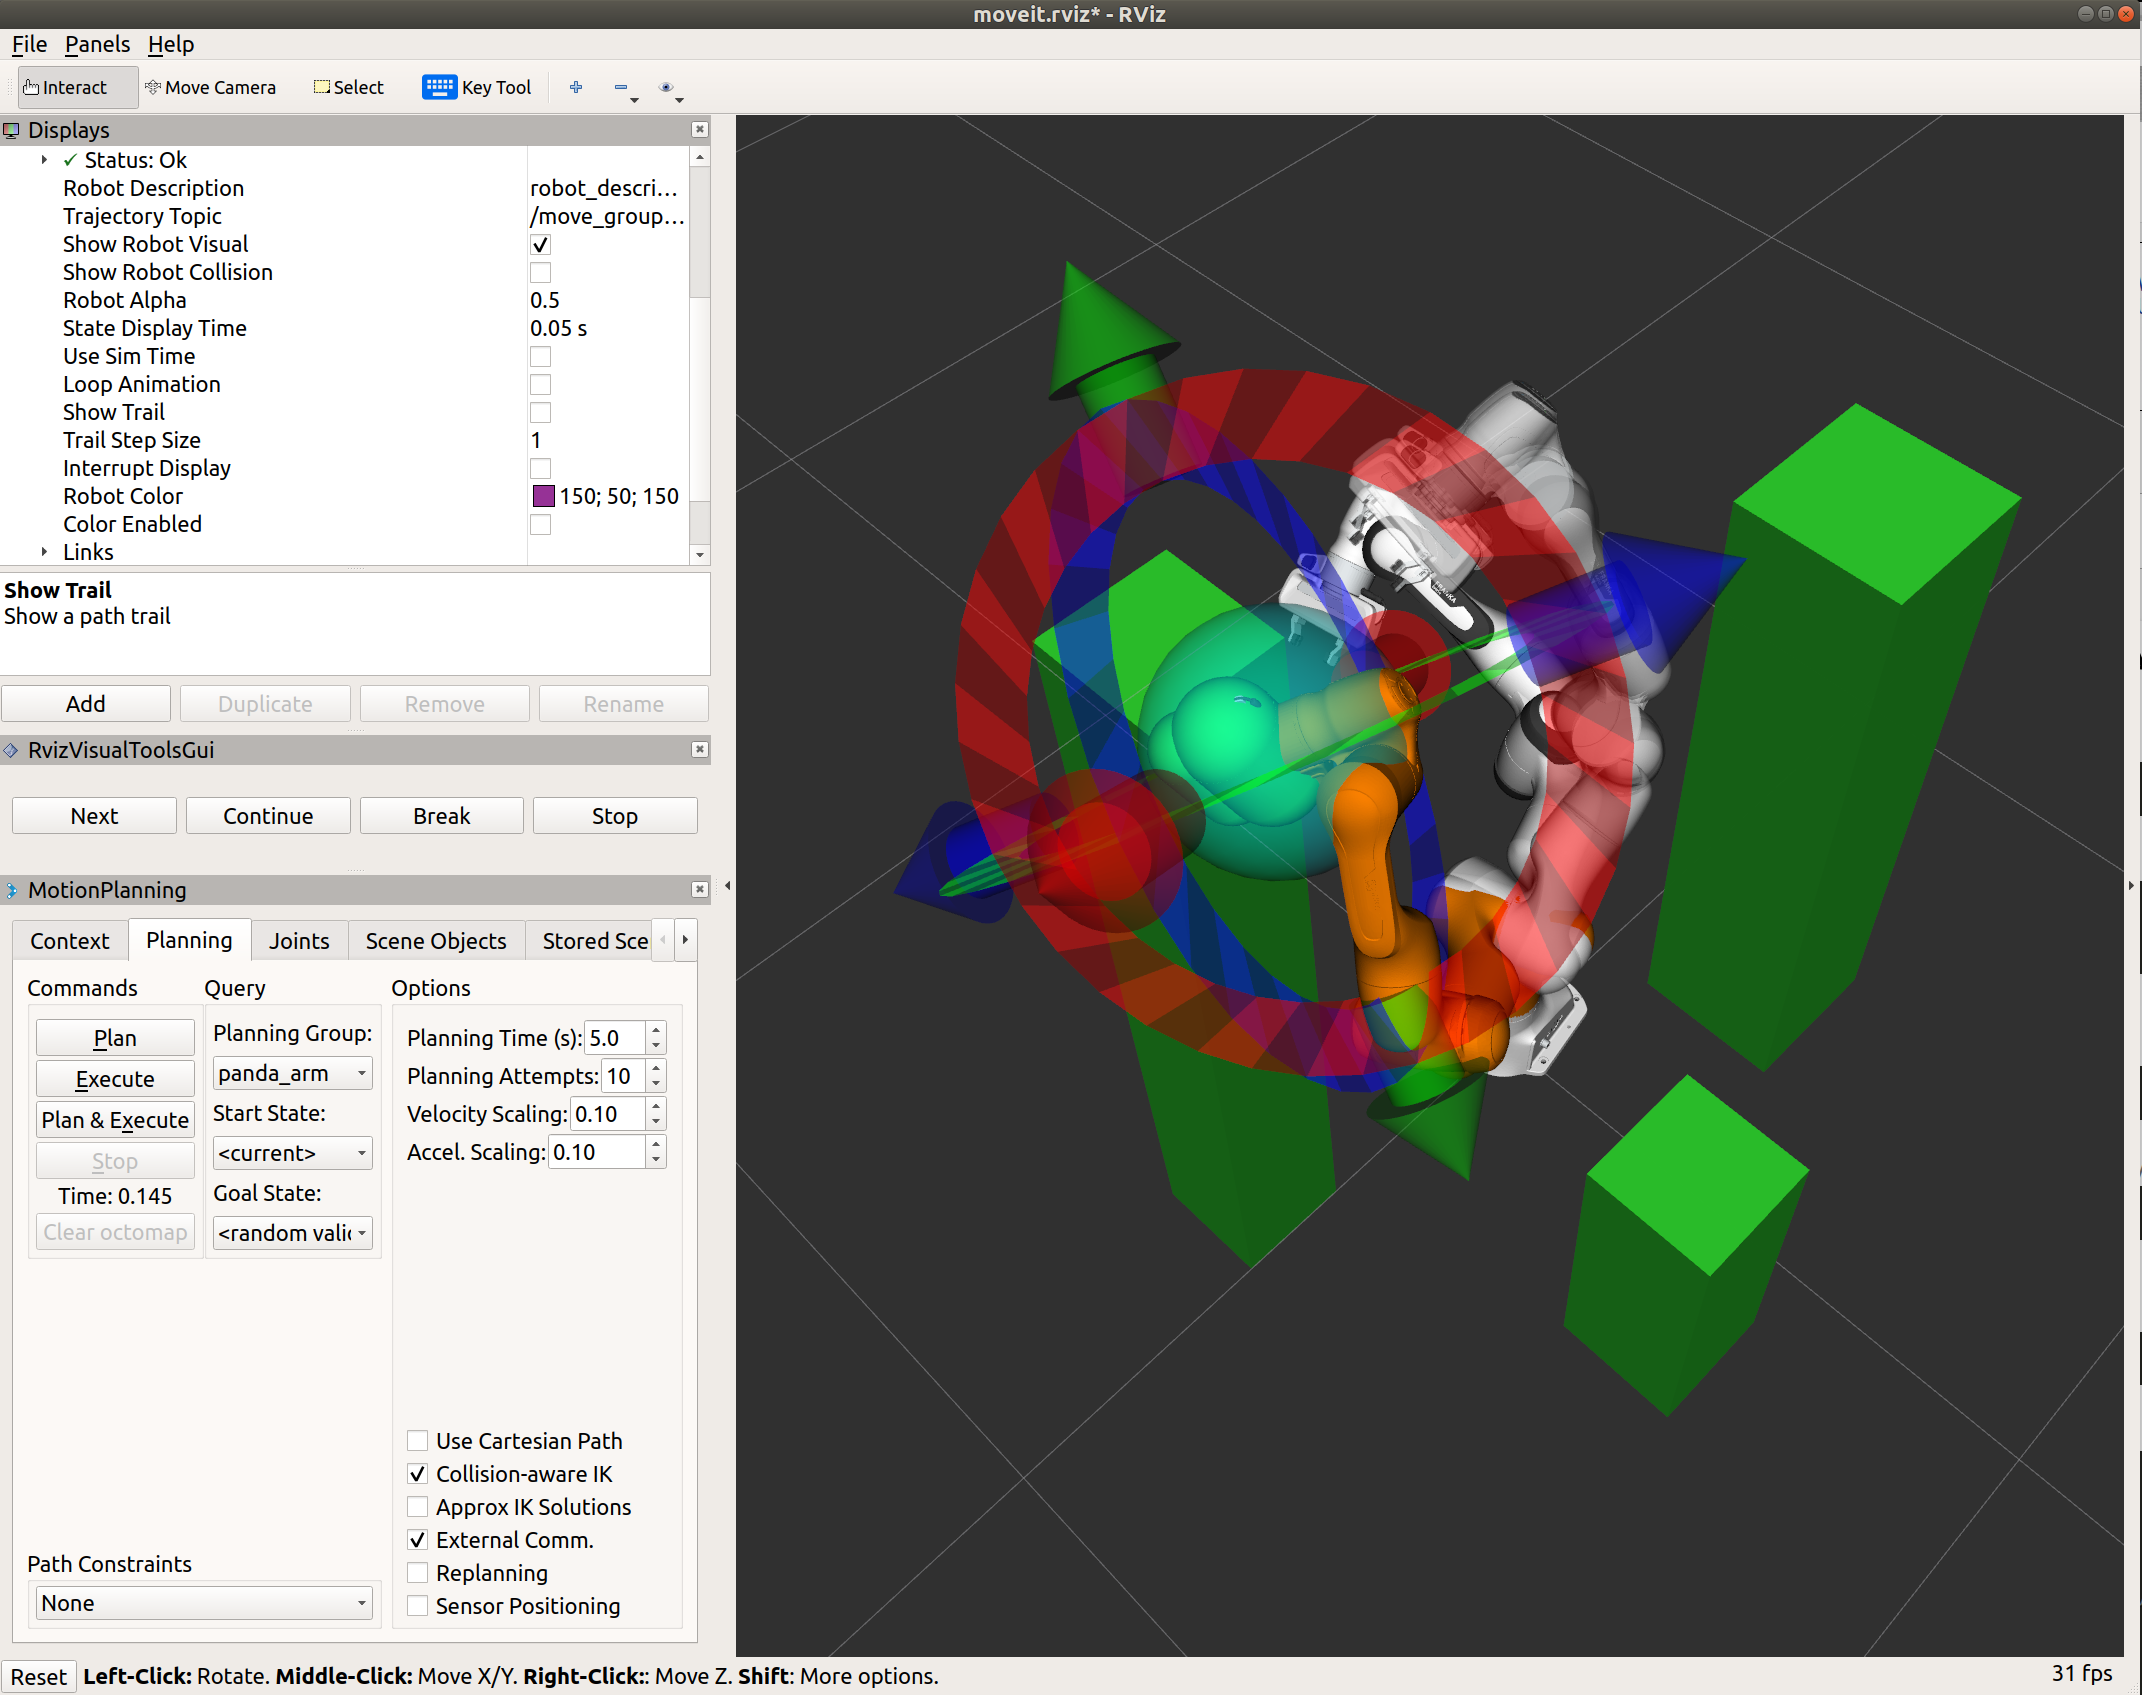 moveit.rviz* - RViz
File Panels Help
Interact Move Camera Select Key Tool
Displays
Status: Ok
Robot Description robot_descri…
Trajectory Topic /move_group…
Show Robot Visual
Show Robot Collision
Robot Alpha 0.5
State Display Time 0.05 s
Use Sim Time
Loop Animation
Show Trail
Trail Step Size 1
Interrupt Display
Robot Color 150; 50; 150
Color Enabled
Links
Show Trail
Show a path trail
Add Duplicate Remove Rename
RvizVisualToolsGui
Next Continue Break Stop
MotionPlanning
Context Planning Joints Scene Objects Stored Sce
Commands Query Options
Plan
Execute
Plan & Execute
Stop
Time: 0.145
Clear octomap
Planning Group:
panda_arm
Start State:
<current>
Goal State:
<random valid
Planning Time (s): 5.0
Planning Attempts: 10
Velocity Scaling: 0.10
Accel. Scaling: 0.10
Use Cartesian Path
Collision-aware IK
Approx IK Solutions
External Comm.
Replanning
Sensor Positioning
Path Constraints
None
Reset Left-Click: Rotate. Middle-Click: Move X/Y. Right-Click:: Move Z. Shift: More options.
31 fps